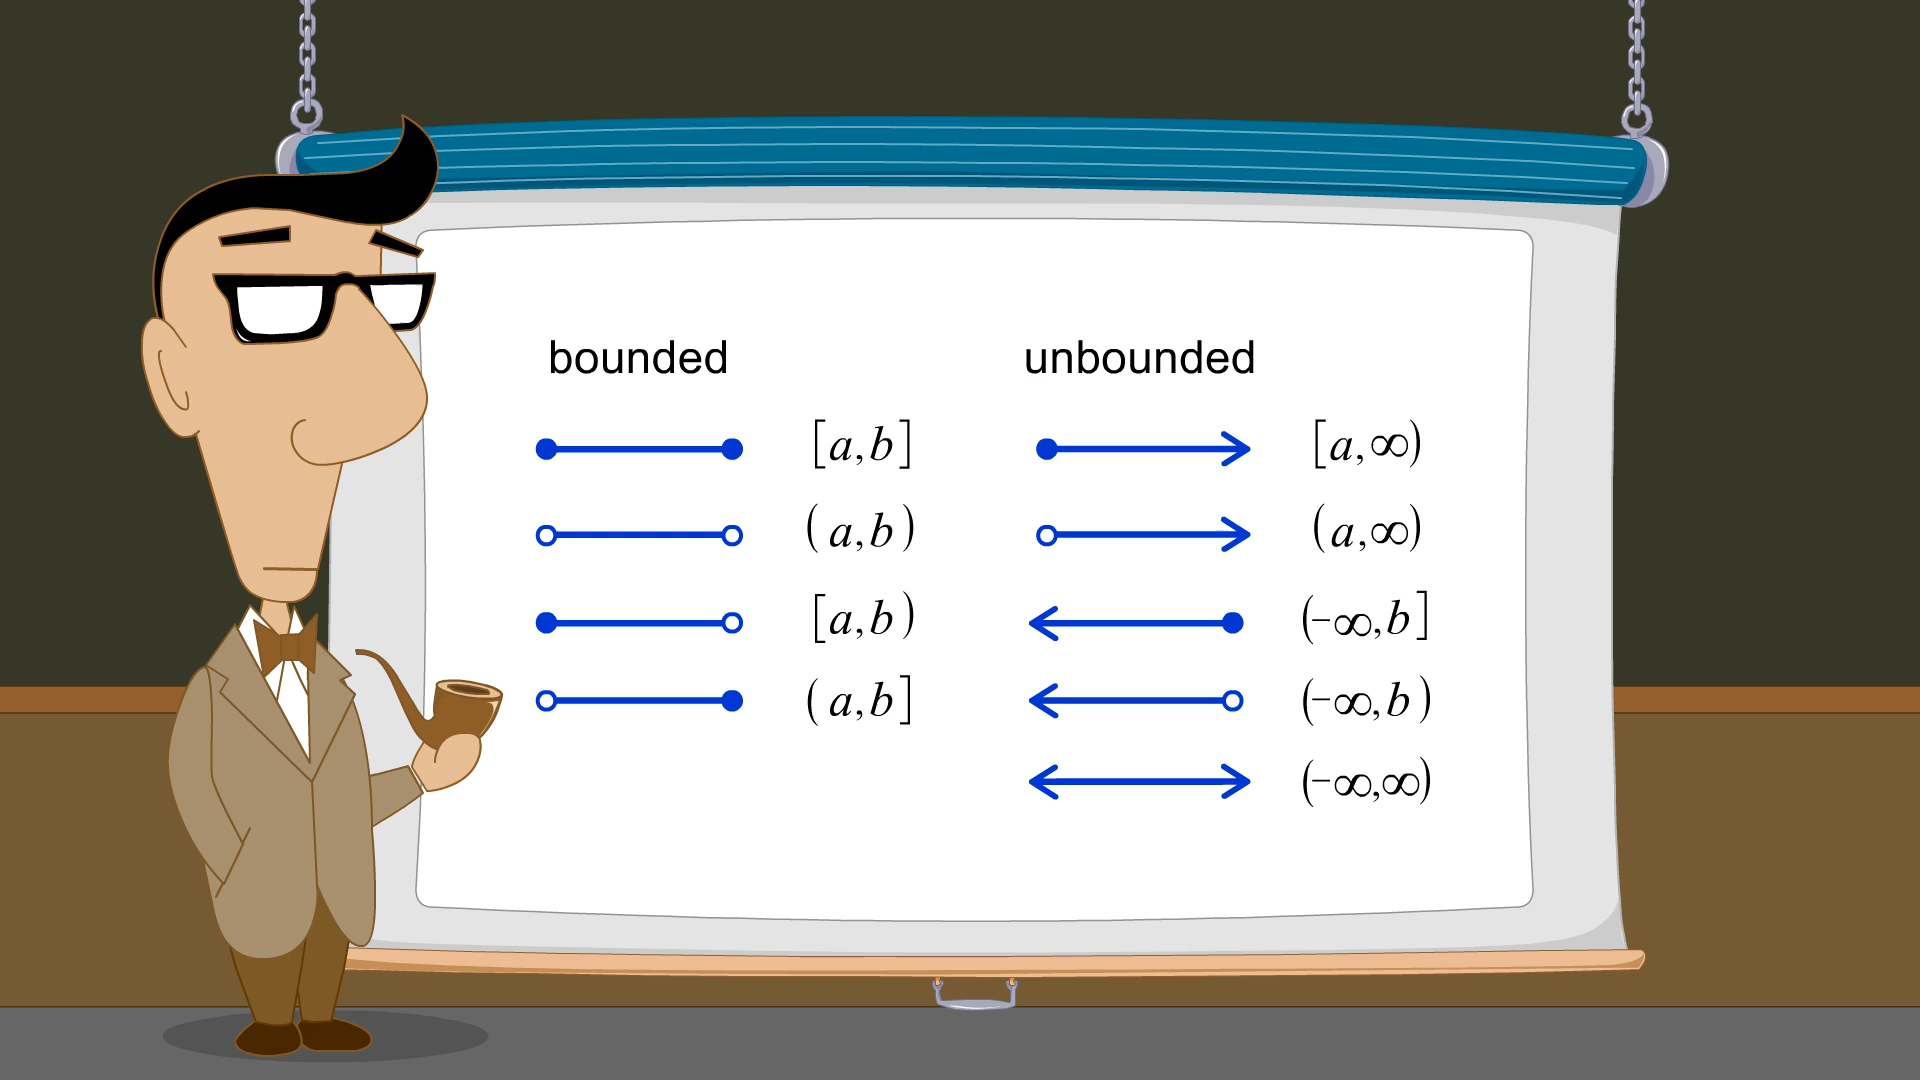 bounded unbounded
[a,b] [a,∞)
(a,b) (a,∞)
[a,b) (-∞,b]
(a,b] (-∞,b)
(-∞,∞)